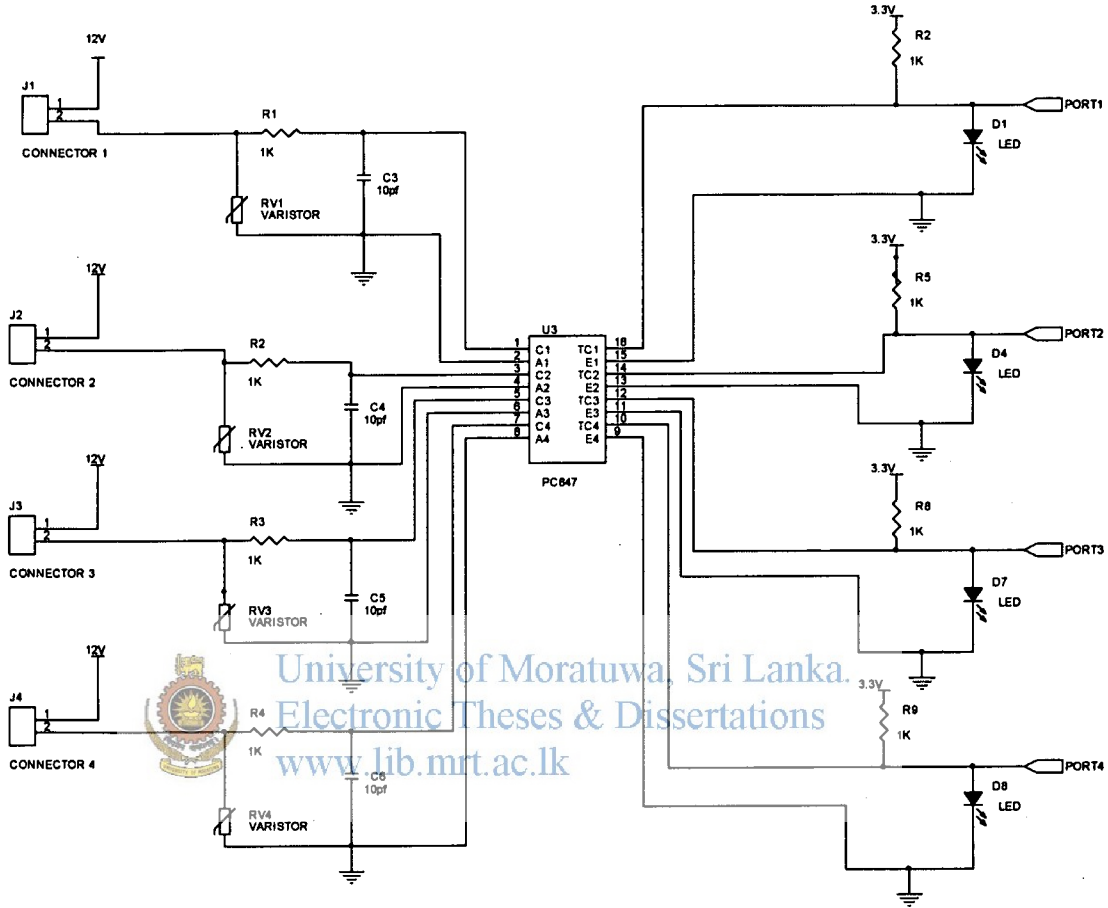 12V
J1
1
2
CONNECTOR 1
R1
1K
C3
10pf
RV1
VARISTOR
3.3V
R2
1K
PORT1
D1
LED
12V
J2
1
2
CONNECTOR 2
R2
1K
C4
10pf
RV2
VARISTOR
3.3V
R5
1K
PORT2
D4
LED
U3
1 C1 TC1 16
2 A1 E1 15
3 C2 TC2 14
4 A2 E2 13
5 C3 TC3 12
6 A3 E3 11
7 C4 TC4 10
8 A4 E4 9
PC847
12V
J3
1
2
CONNECTOR 3
R3
1K
C5
10pf
RV3
VARISTOR
3.3V
R8
1K
PORT3
D7
LED
12V
J4
1
2
CONNECTOR 4
R4
1K
C6
10pf
RV4
VARISTOR
3.3V
R9
1K
PORT4
D8
LED
University of Moratuwa, Sri Lanka.
Electronic Theses & Dissertations
www.lib.mrt.ac.lk